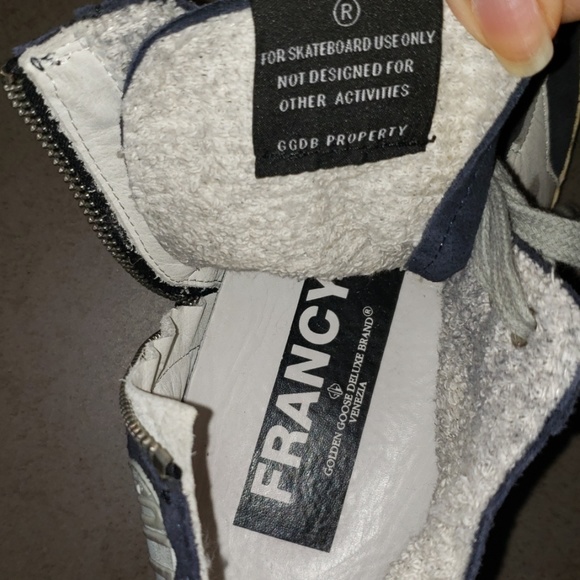 ®
FOR SKATEBOARD USE ONLY
NOT DESIGNED FOR
OTHER ACTIVITIES
GGDB PROPERTY
FRANCY
GOLDEN GOOSE DELUXE BRAND®
VENEZIA